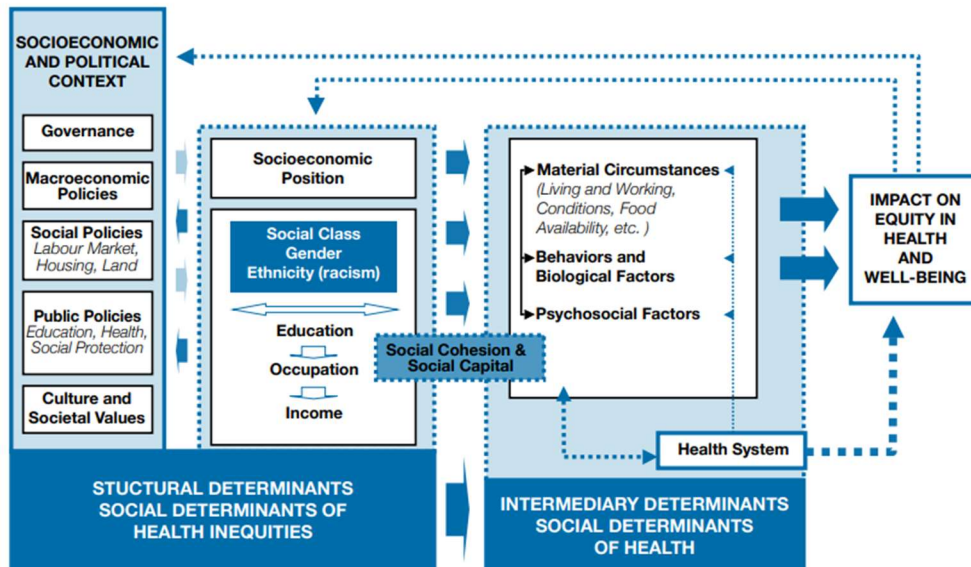 SOCIOECONOMIC
AND POLITICAL
CONTEXT
Governance
Macroeconomic
Policies
Social Policies
Labour Market,
Housing, Land
Public Policies
Education, Health,
Social Protection
Culture and
Societal Values
Socioeconomic
Position
Social Class
Gender
Ethnicity (racism)
Education
Occupation
Income
Social Cohesion &
Social Capital
Material Circumstances
(Living and Working,
Conditions, Food
Availability, etc. )
Behaviors and
Biological Factors
Psychosocial Factors
Health System
IMPACT ON
EQUITY IN
HEALTH
AND
WELL-BEING
STUCTURAL DETERMINANTS
SOCIAL DETERMINANTS OF
HEALTH INEQUITIES
INTERMEDIARY DETERMINANTS
SOCIAL DETERMINANTS
OF HEALTH